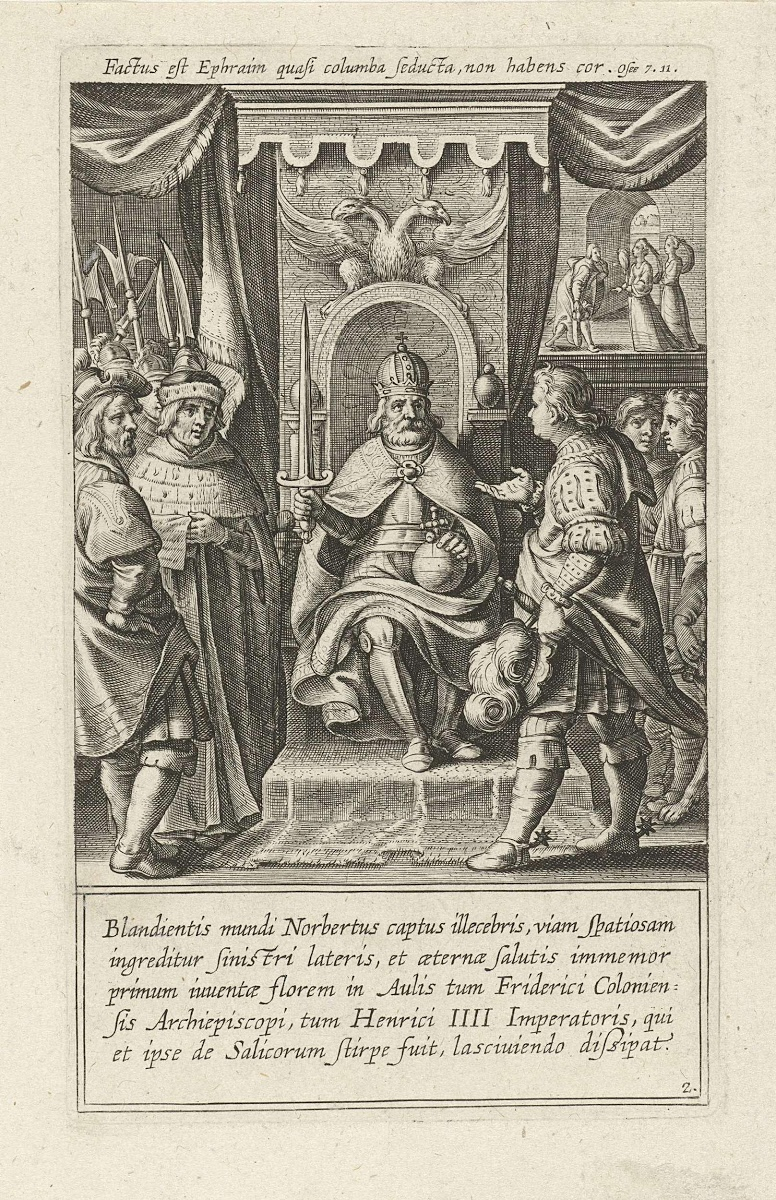 Factus est Ephraim quasi columba seducta, non habens cor. Osee 7. 11.
Blandientis mundi Norbertus captus illecebris, viam spatiosam
ingreditur sinistri lateris, et æternæ salutis immemor
primum iuuentæ florem in Aulis tum Friderici Colonien=
sis Archiepiscopi, tum Henrici IIII Imperatoris, qui
et ipse de Salicorum stirpe fuit, lasciuiendo dissipat.
2.